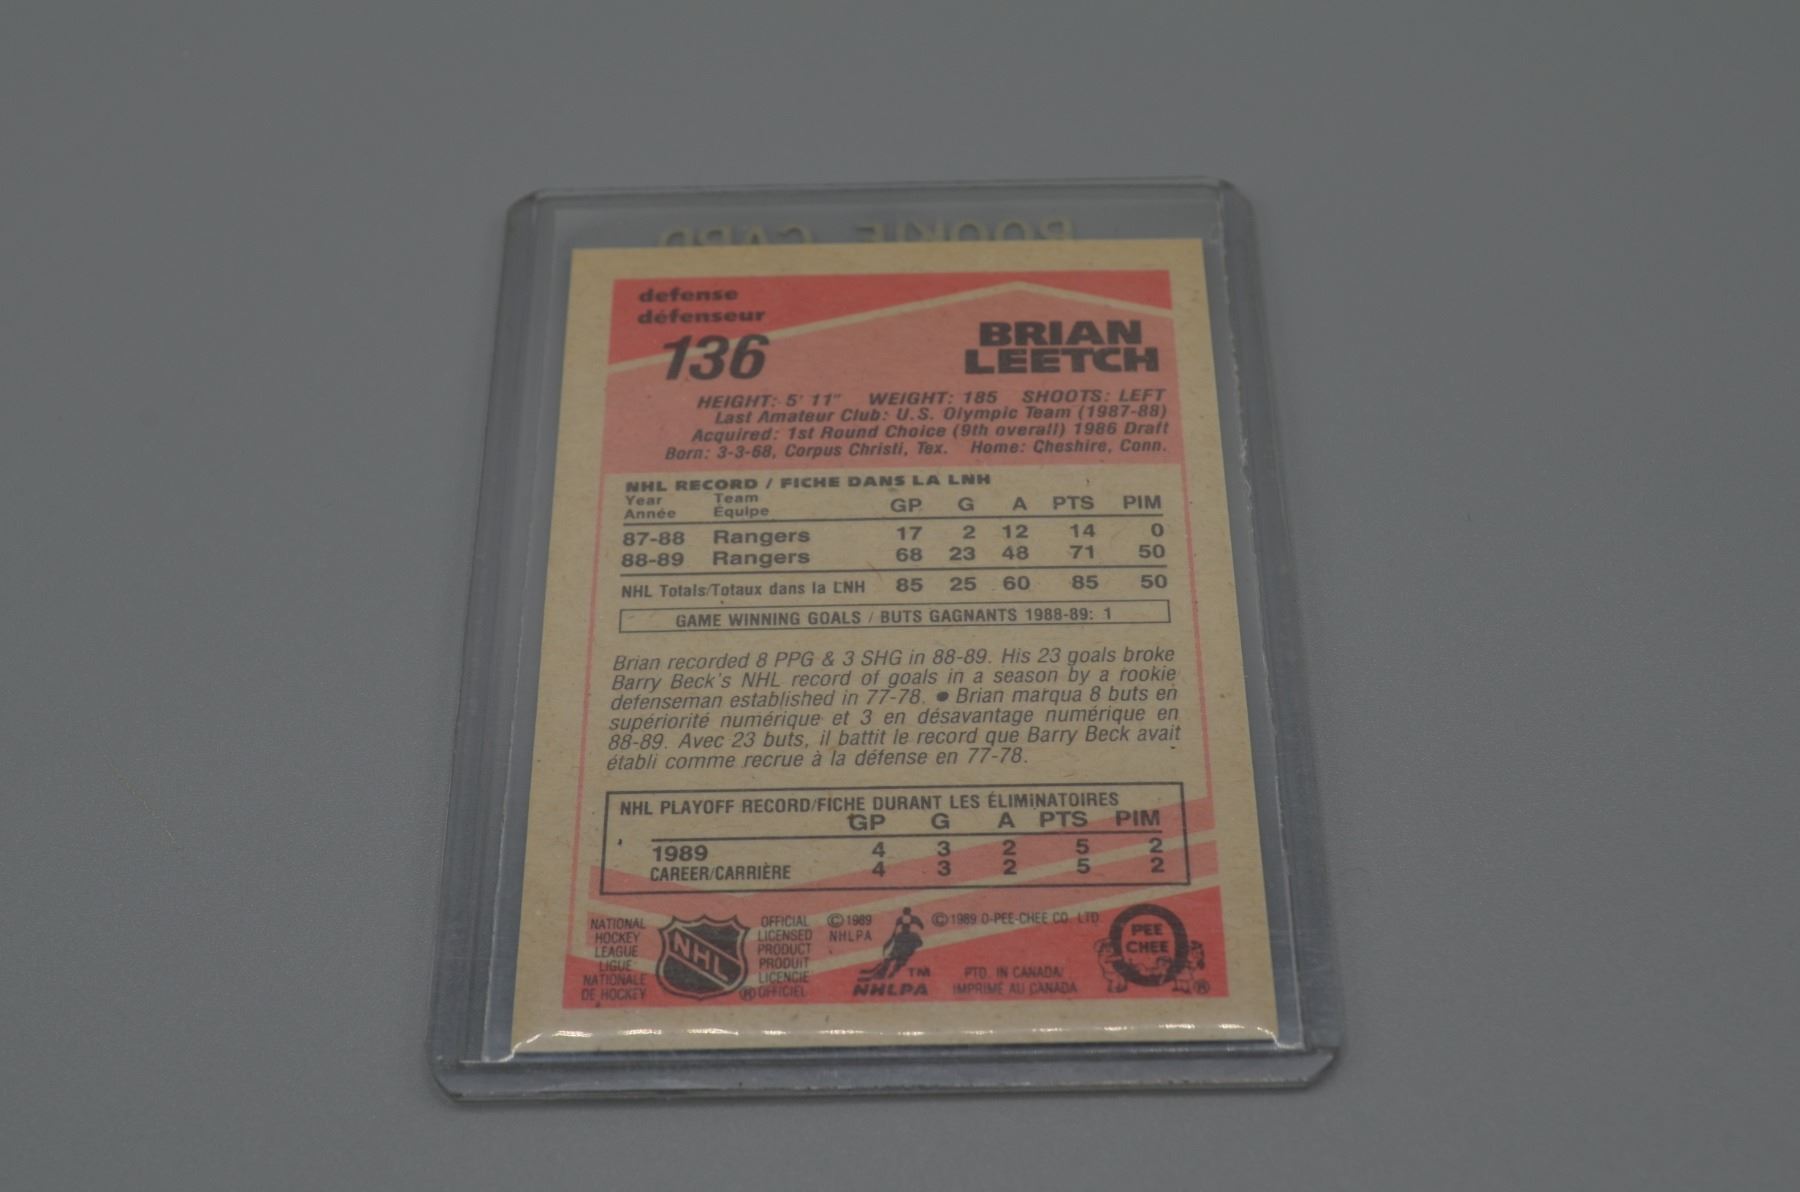 ROOKIE CARD
defense
défenseur
136
BRIAN
LEETCH
HEIGHT: 5' 11" WEIGHT: 185 SHOOTS: LEFT
Last Amateur Club: U.S. Olympic Team (1987-88)
Acquired: 1st Round Choice (9th overall) 1986 Draft
Born: 3-3-68, Corpus Christi, Tex. Home: Cheshire, Conn.
NHL RECORD / FICHE DANS LA LNH
Year Team
Année Équipe GP G A PTS PIM
87-88 Rangers 17 2 12 14 0
88-89 Rangers 68 23 48 71 50
NHL Totals/Totaux dans la LNH 85 25 60 85 50
GAME WINNING GOALS / BUTS GAGNANTS 1988-89: 1
Brian recorded 8 PPG & 3 SHG in 88-89. His 23 goals broke
Barry Beck's NHL record of goals in a season by a rookie
defenseman established in 77-78. ● Brian marqua 8 buts en
supériorité numérique et 3 en désavantage numérique en
88-89. Avec 23 buts, il battit le record que Barry Beck avait
établi comme recrue à la défense en 77-78.
NHL PLAYOFF RECORD/FICHE DURANT LES ÉLIMINATOIRES
GP G A PTS PIM
1989 4 3 2 5 2
CAREER/CARRIÈRE 4 3 2 5 2
NATIONAL
HOCKEY
LEAGUE
LIGUE
NATIONALE
DE HOCKEY
NHL
OFFICIAL
LICENSED
PRODUCT
PRODUIT
LICENCIE
® OFFICIEL
© 1989
NHLPA
TM
NHLPA
© 1989 O-PEE-CHEE CO. LTD.
PTD. IN CANADA/
IMPRIMÉ AU CANADA
PEE
CHEE
®